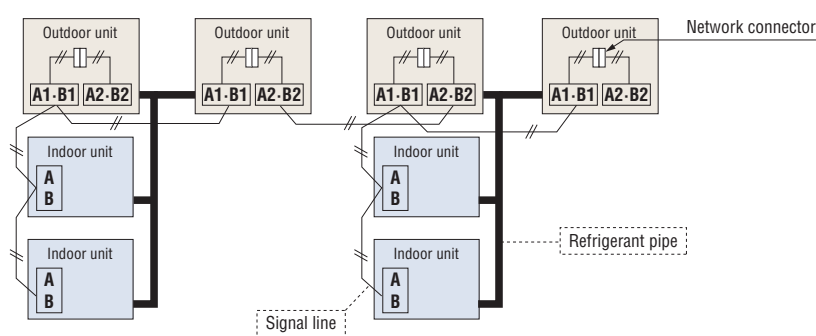 Outdoor unit Outdoor unit Outdoor unit Outdoor unit Network connector
A1·B1 A2·B2 A1·B1 A2·B2 A1·B1 A2·B2 A1·B1 A2·B2
Indoor unit Indoor unit
A A
B B
Refrigerant pipe
Indoor unit Indoor unit
A A
B B
Signal line